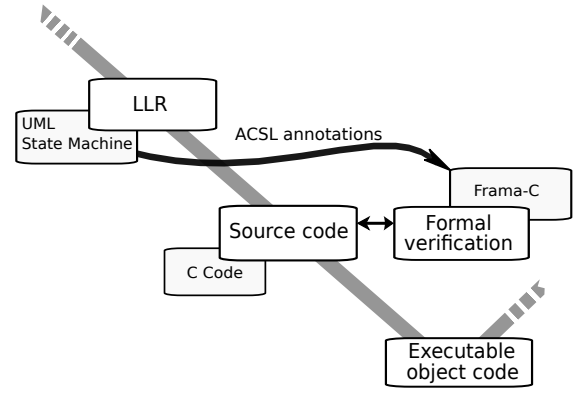 LLR
UML
State Machine
ACSL annotations
Frama-C
Source code
Formal
verification
C Code
Executable
object code